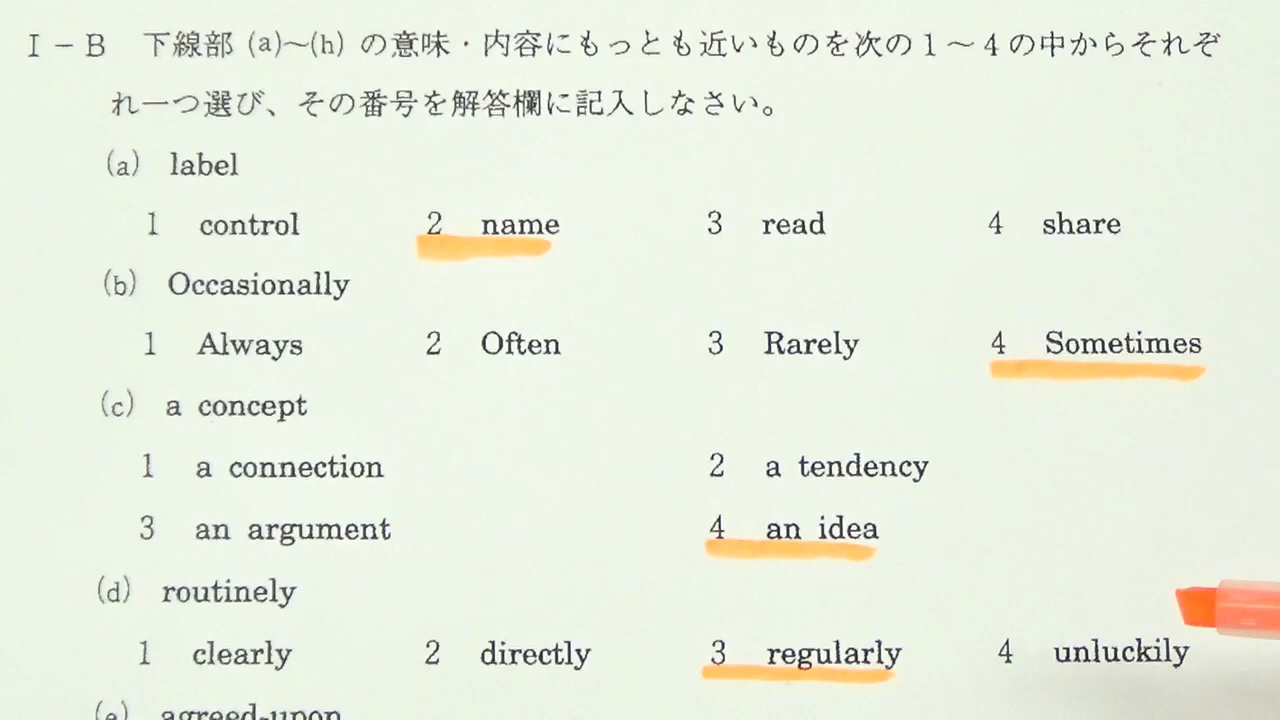 I－B 下線部 (a)～(h) の意味・内容にもっとも近いものを次の１～４の中からそれぞ
れ一つ選び、その番号を解答欄に記入しなさい。
(a) label
1 control 2 name 3 read 4 share
(b) Occasionally
1 Always 2 Often 3 Rarely 4 Sometimes
(c) a concept
1 a connection 2 a tendency
3 an argument 4 an idea
(d) routinely
1 clearly 2 directly 3 regularly 4 unluckily
(e) agreed-upon